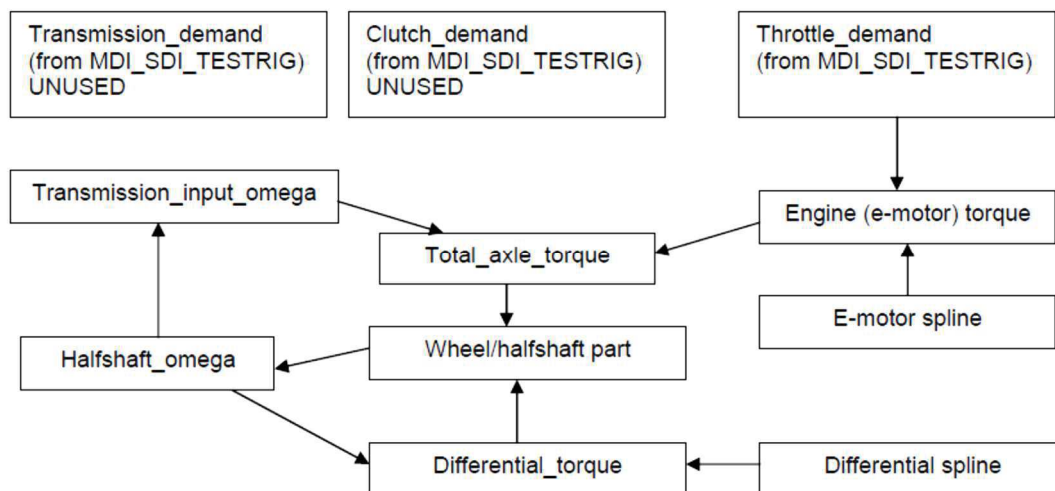 Transmission_demand
(from MDI_SDI_TESTRIG)
UNUSED
Clutch_demand
(from MDI_SDI_TESTRIG)
UNUSED
Throttle_demand
(from MDI_SDI_TESTRIG)
Transmission_input_omega
Engine (e-motor) torque
Total_axle_torque
E-motor spline
Halfshaft_omega
Wheel/halfshaft part
Differential_torque
Differential spline